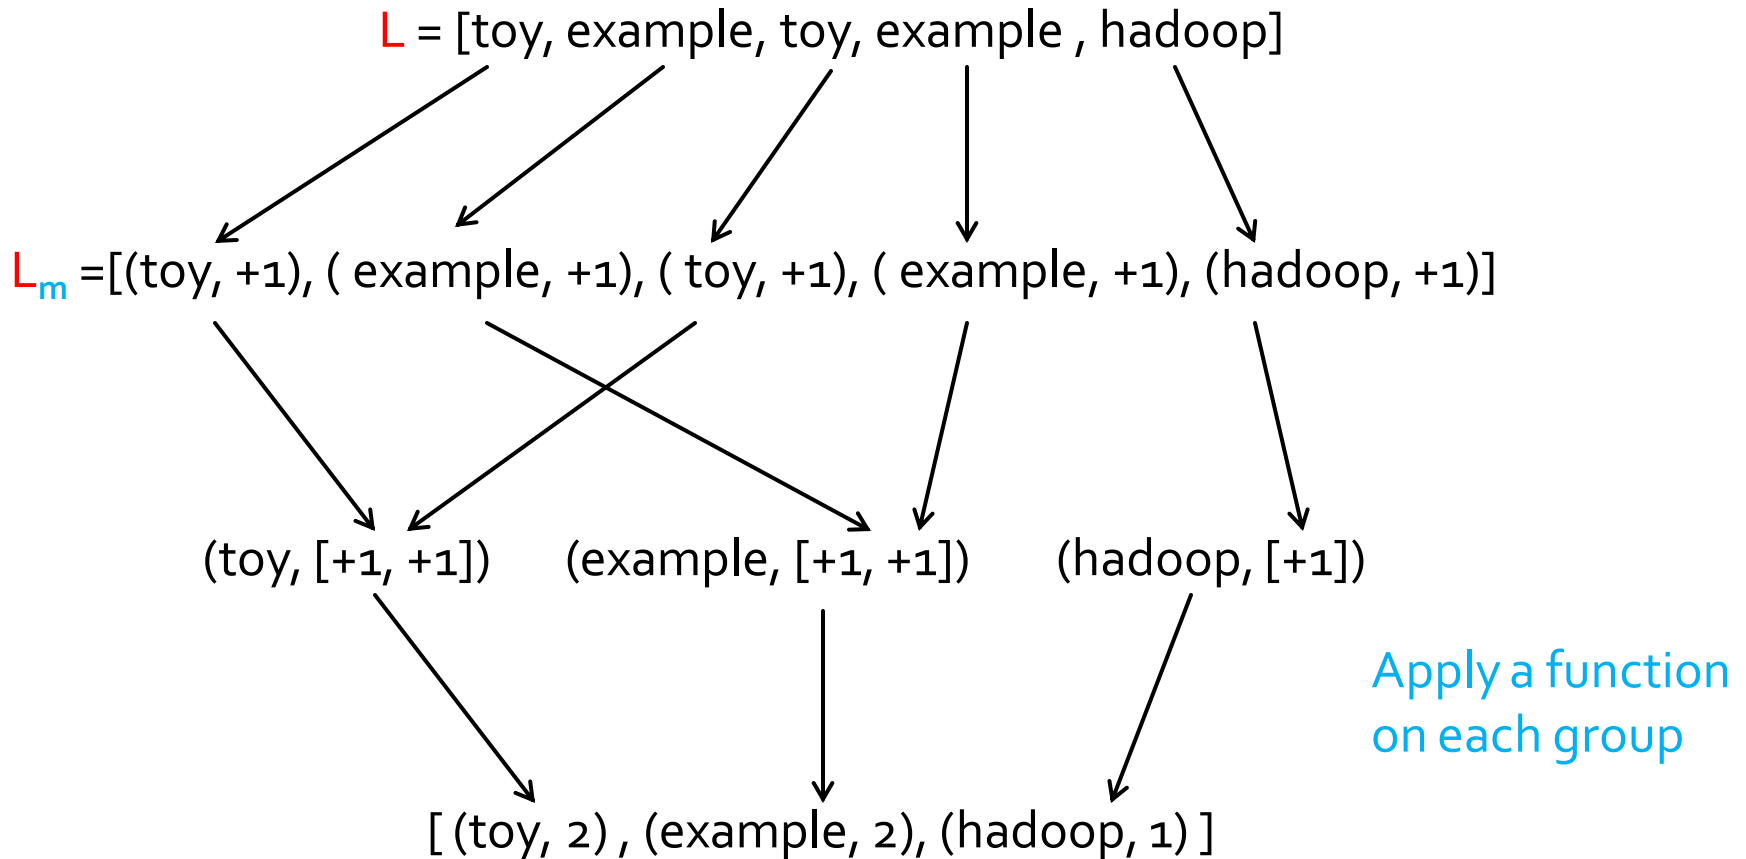 L = [toy, example, toy, example , hadoop]
Lm =[(toy, +1), ( example, +1), ( toy, +1), ( example, +1), (hadoop, +1)]
(toy, [+1, +1]) (example, [+1, +1]) (hadoop, [+1])
Apply a function
on each group
[ (toy, 2) , (example, 2), (hadoop, 1) ]